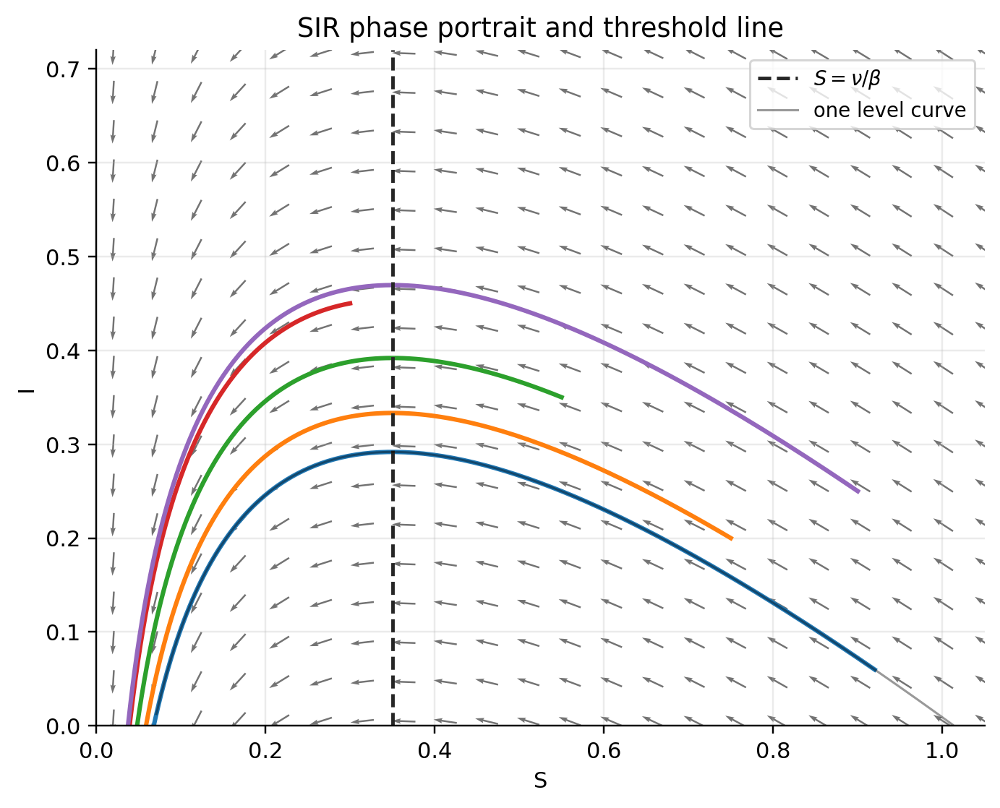 SIR phase portrait and threshold line
S = ν/β
one level curve
0.7
0.6
0.5
0.4
0.3
0.2
0.1
0.0
I
0.0 0.2 0.4 0.6 0.8 1.0
S